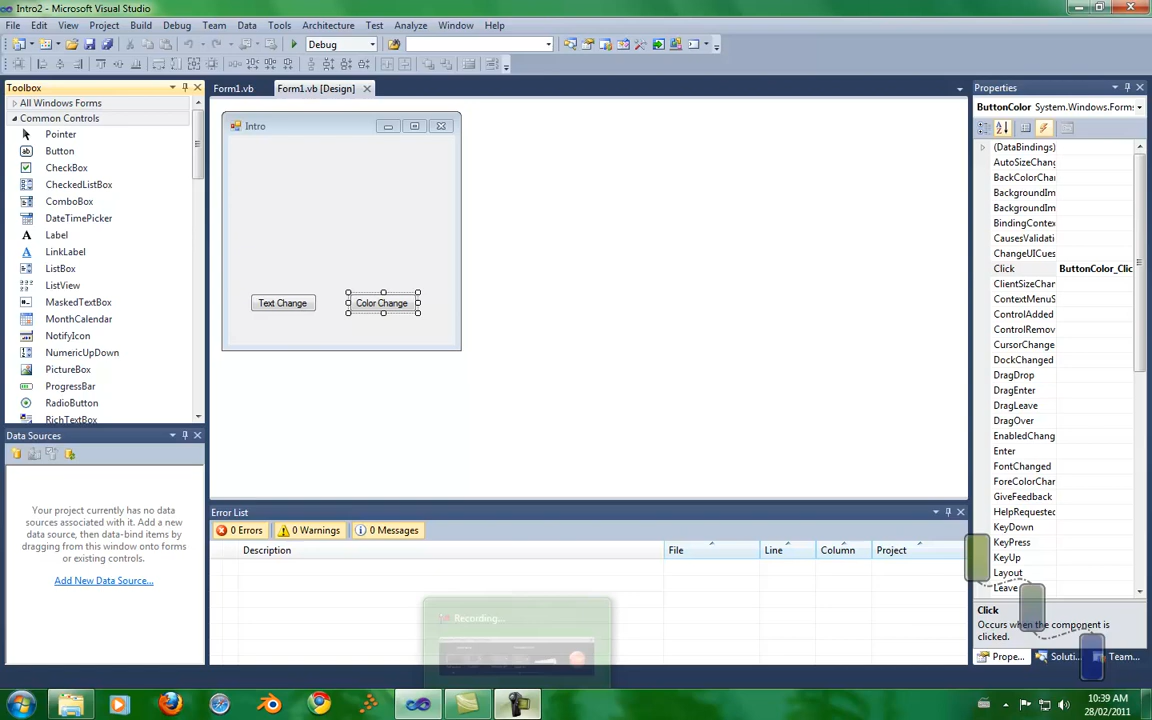 Intro2 - Microsoft Visual Studio
File Edit View Project Build Debug Team Data Tools Architecture Test Analyze Window Help
Debug
Toolbox
All Windows Forms
Common Controls
Pointer
Button
CheckBox
CheckedListBox
ComboBox
DateTimePicker
Label
LinkLabel
ListBox
ListView
MaskedTextBox
MonthCalendar
NotifyIcon
NumericUpDown
PictureBox
ProgressBar
RadioButton
RichTextBox
Data Sources
Your project currently has no data
sources associated with it. Add a new
data source, then data-bind items by
dragging from this window onto forms
or existing controls.
Add New Data Source...
Form1.vb Form1.vb [Design]
Intro
Text Change Color Change
Error List
0 Errors 0 Warnings 0 Messages
Description File Line Column Project
Recording...
Properties
ButtonColor System.Windows.Forms
(DataBindings)
AutoSizeChang
BackColorChai
BackgroundIm
BackgroundIm
BindingContex
CausesValidati
ChangeUICues
Click ButtonColor_Clic
ClientSizeChar
ContextMenuS
ControlAdded
ControlRemov
CursorChange
DockChanged
DragDrop
DragEnter
DragLeave
DragOver
EnabledChang
Enter
FontChanged
ForeColorChar
GiveFeedback
HelpRequested
KeyDown
KeyPress
KeyUp
Layout
Leave
Click
Occurs when the component is
clicked.
Prope... Soluti... Team...
10:39 AM
28/02/2011